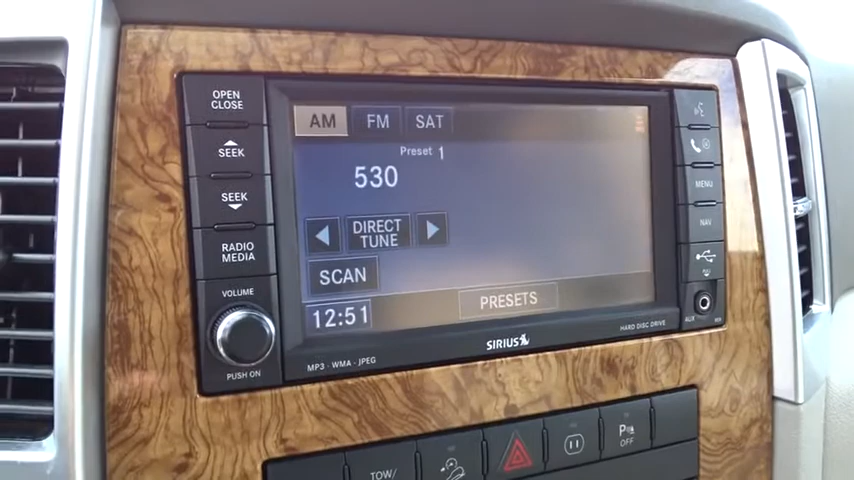 OPEN
CLOSE
SEEK
SEEK
RADIO
MEDIA
VOLUME
PUSH ON
AM FM SAT
Preset 1
530
DIRECT
TUNE
SCAN
12:51
PRESETS
MENU
NAV
AUX
MP3 · WMA · JPEG
SIRIUS
HARD DISC DRIVE
TOW/
P
OFF